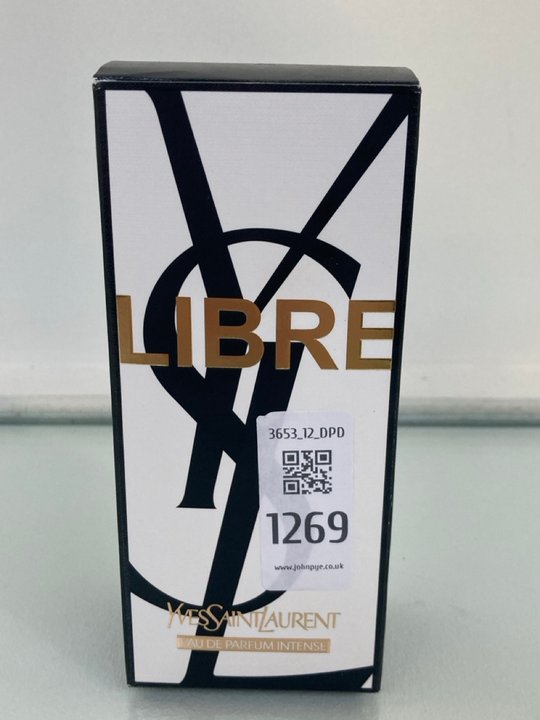 LIBRE
3653_12_DPD
1269
www.johnpye.co.uk
YVESSAINTLAURENT
EAU DE PARFUM INTENSE